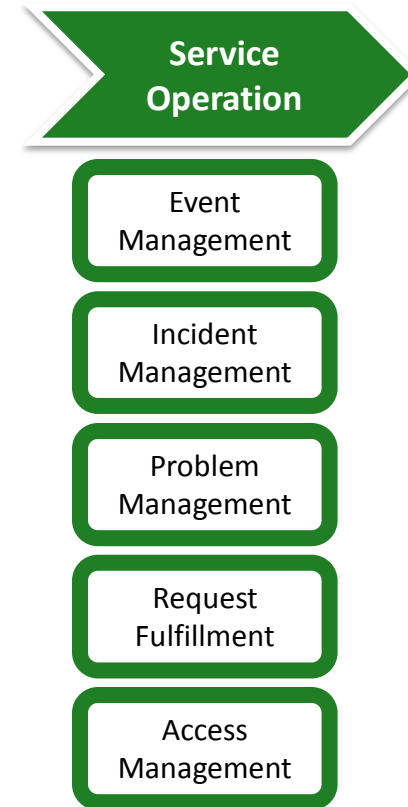 Service
Operation
Event
Management
Incident
Management
Problem
Management
Request
Fulfillment
Access
Management